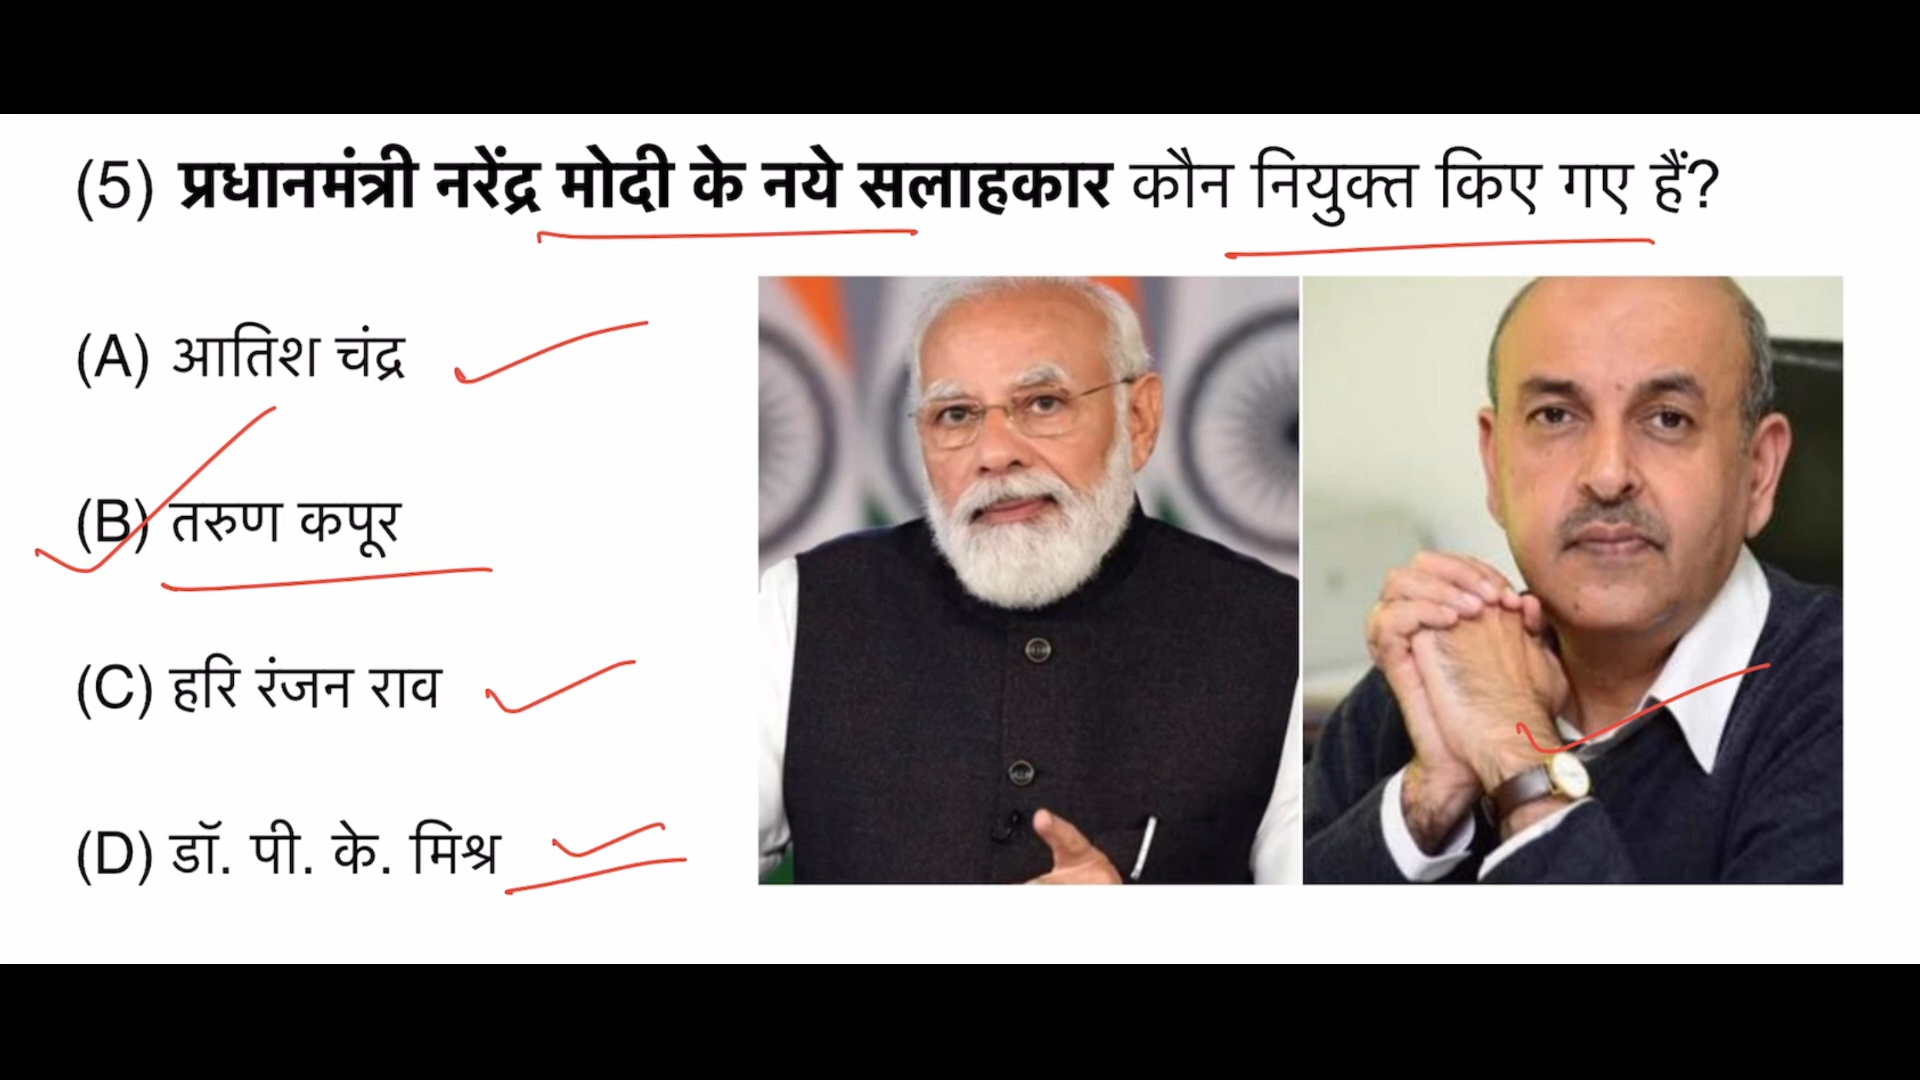 (5) प्रधानमंत्री नरेंद्र मोदी के नये सलाहकार कौन नियुक्त किए गए हैं?
(A) आतिश चंद्र
(B) तरुण कपूर
(C) हरि रंजन राव
(D) डॉ. पी. के. मिश्र